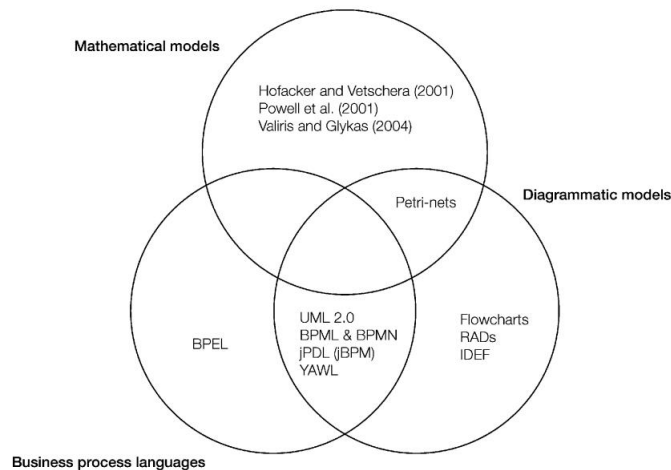 Mathematical models
Hofacker and Vetschera (2001)
Powell et al. (2001)
Valiris and Glykas (2004)
Petri-nets
Diagrammatic models
UML 2.0
BPML & BPMN
jPDL (jBPM)
YAWL
BPEL
Flowcharts
RADs
IDEF
Business process languages